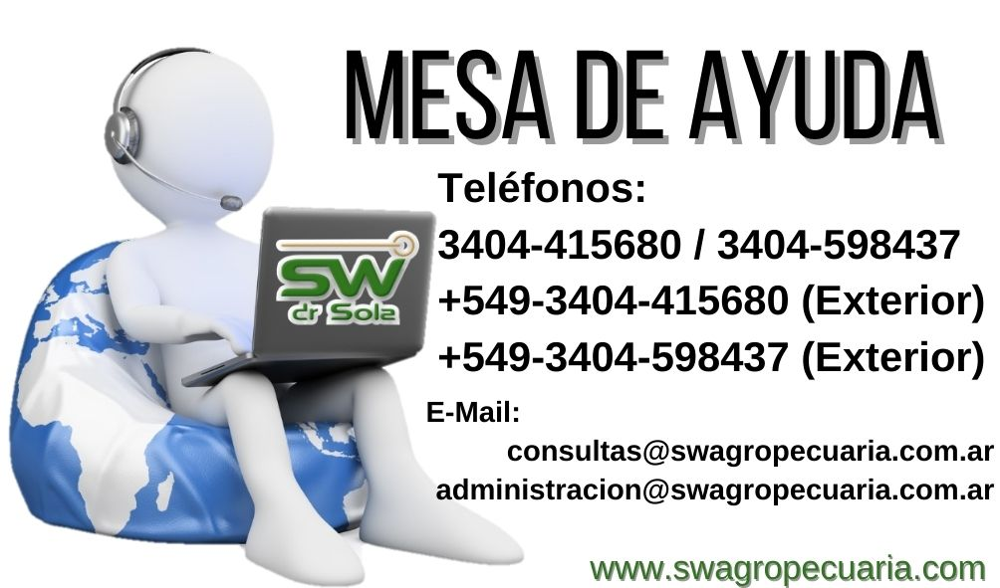 MESA DE AYUDA
Teléfonos:
3404-415680 / 3404-598437
+549-3404-415680 (Exterior)
+549-3404-598437 (Exterior)
SW
dr Sola
E-Mail:
consultas@swagropecuaria.com.ar
administracion@swagropecuaria.com.ar
www.swagropecuaria.com